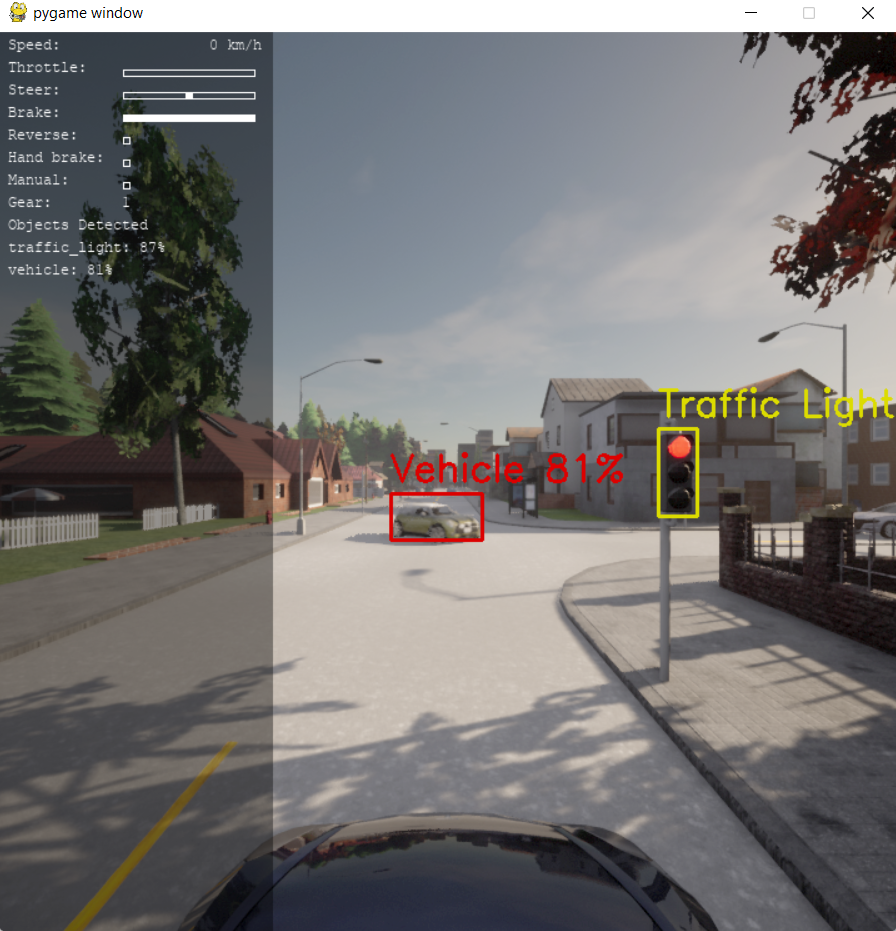 pygame window
Speed: 0 km/h
Throttle:
Steer:
Brake:
Reverse:
Hand brake:
Manual:
Gear: 1
Objects Detected
traffic_light: 87%
vehicle: 81%
Traffic Light
Vehicle 81%